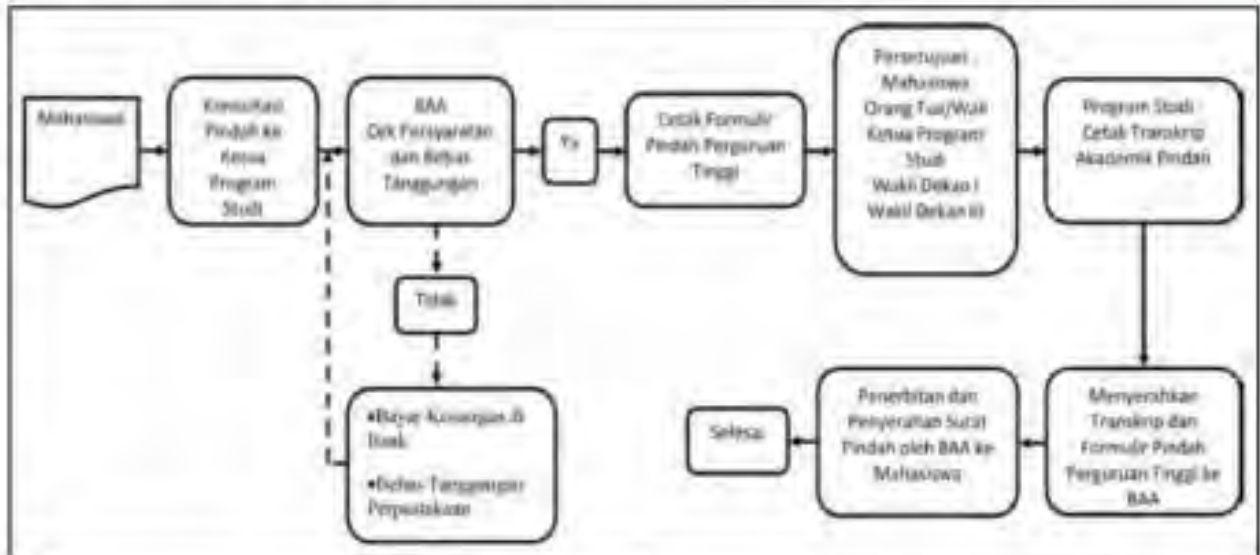 Mahasiswa
Konsultasi
Pindah ke
Ketua
Program
Studi
BAA
Cek Persyaratan
dan Bebas
Tanggungan
Ya
Cetak Formulir
Pindah Perguruan
Tinggi
Persetujuan :
Mahasiswa
Orang Tua/Wali
Ketua Program
Studi
Wakil Dekan I
Wakil Dekan III
Program Studi
Cetak Transkrip
Akademik Pindah
Tidak
•Bayar Keuangan di
Bank
•Bebas Tanggungan
Perpustakaan
Menyerahkan
Transkrip dan
Formulir Pindah
Perguruan Tinggi ke
BAA
Penerbitan dan
Penyerahan Surat
Pindah oleh BAA ke
Mahasiswa
Selesai